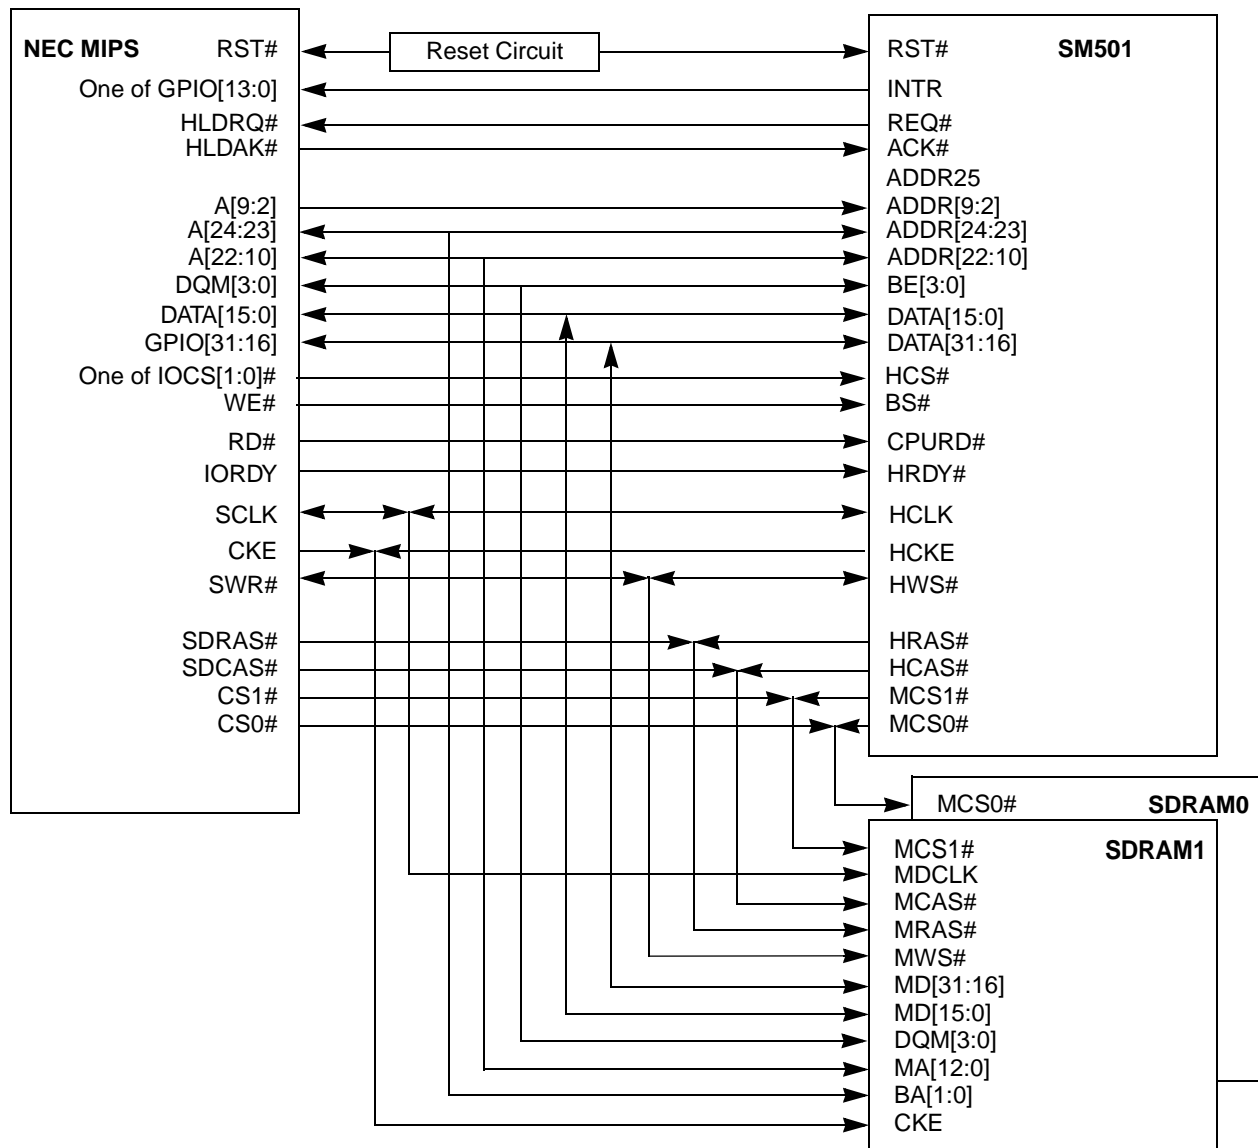 NEC MIPS RST# Reset Circuit RST# SM501
One of GPIO[13:0] INTR
HLDRQ# REQ#
HLDAK# ACK#
ADDR25
A[9:2] ADDR[9:2]
A[24:23] ADDR[24:23]
A[22:10] ADDR[22:10]
DQM[3:0] BE[3:0]
DATA[15:0] DATA[15:0]
GPIO[31:16] DATA[31:16]
One of IOCS[1:0]# HCS#
WE# BS#
RD# CPURD#
IORDY HRDY#
SCLK HCLK
CKE HCKE
SWR# HWS#
SDRAS# HRAS#
SDCAS# HCAS#
CS1# MCS1#
CS0# MCS0#
MCS0# SDRAM0
MCS1# SDRAM1
MDCLK
MCAS#
MRAS#
MWS#
MD[31:16]
MD[15:0]
DQM[3:0]
MA[12:0]
BA[1:0]
CKE